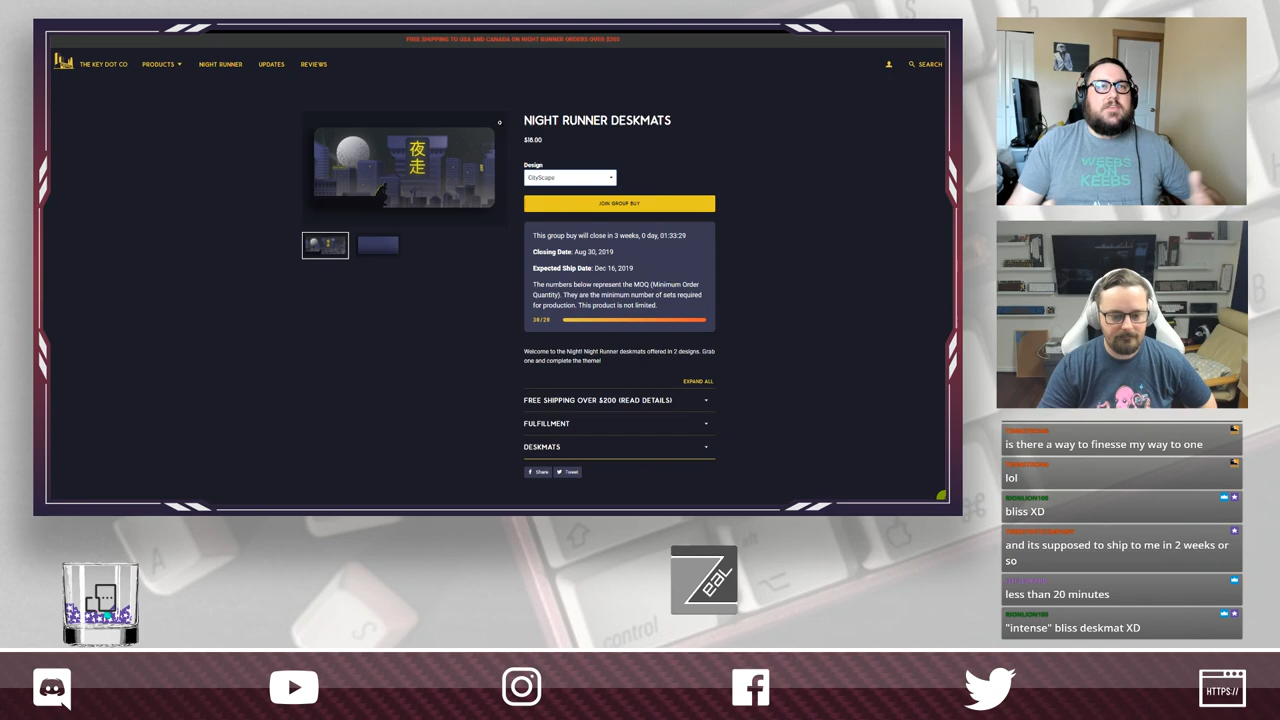 FREE SHIPPING TO USA AND CANADA ON NIGHT RUNNER ORDERS OVER $200
THE KEY DOT CO
PRODUCTS
NIGHT RUNNER
UPDATES
REVIEWS
SEARCH
夜走
NIGHT RUNNER DESKMATS
$18.00
Design
CityScape
JOIN GROUP BUY
This group buy will close in 3 weeks, 0 day, 01:33:29
Closing Date: Aug 30, 2019
Expected Ship Date: Dec 16, 2019
The numbers below represent the MOQ (Minimum Order
Quantity). They are the minimum number of sets required
for production. This product is not limited.
Welcome to the Night! Night Runner deskmats offered in 2 designs. Grab
one and complete the theme!
EXPAND ALL
FREE SHIPPING OVER $200 (READ DETAILS)
FULFILLMENT
DESKMATS
Share
Tweet
WEEBS
ON
KEEBS
is there a way to finesse my way to one
lol
RIONLION100
bliss XD
and its supposed to ship to me in 2 weeks or
so
less than 20 minutes
RIONLION100
"intense" bliss deskmat XD
Zeal
alt
control
HTTPS://